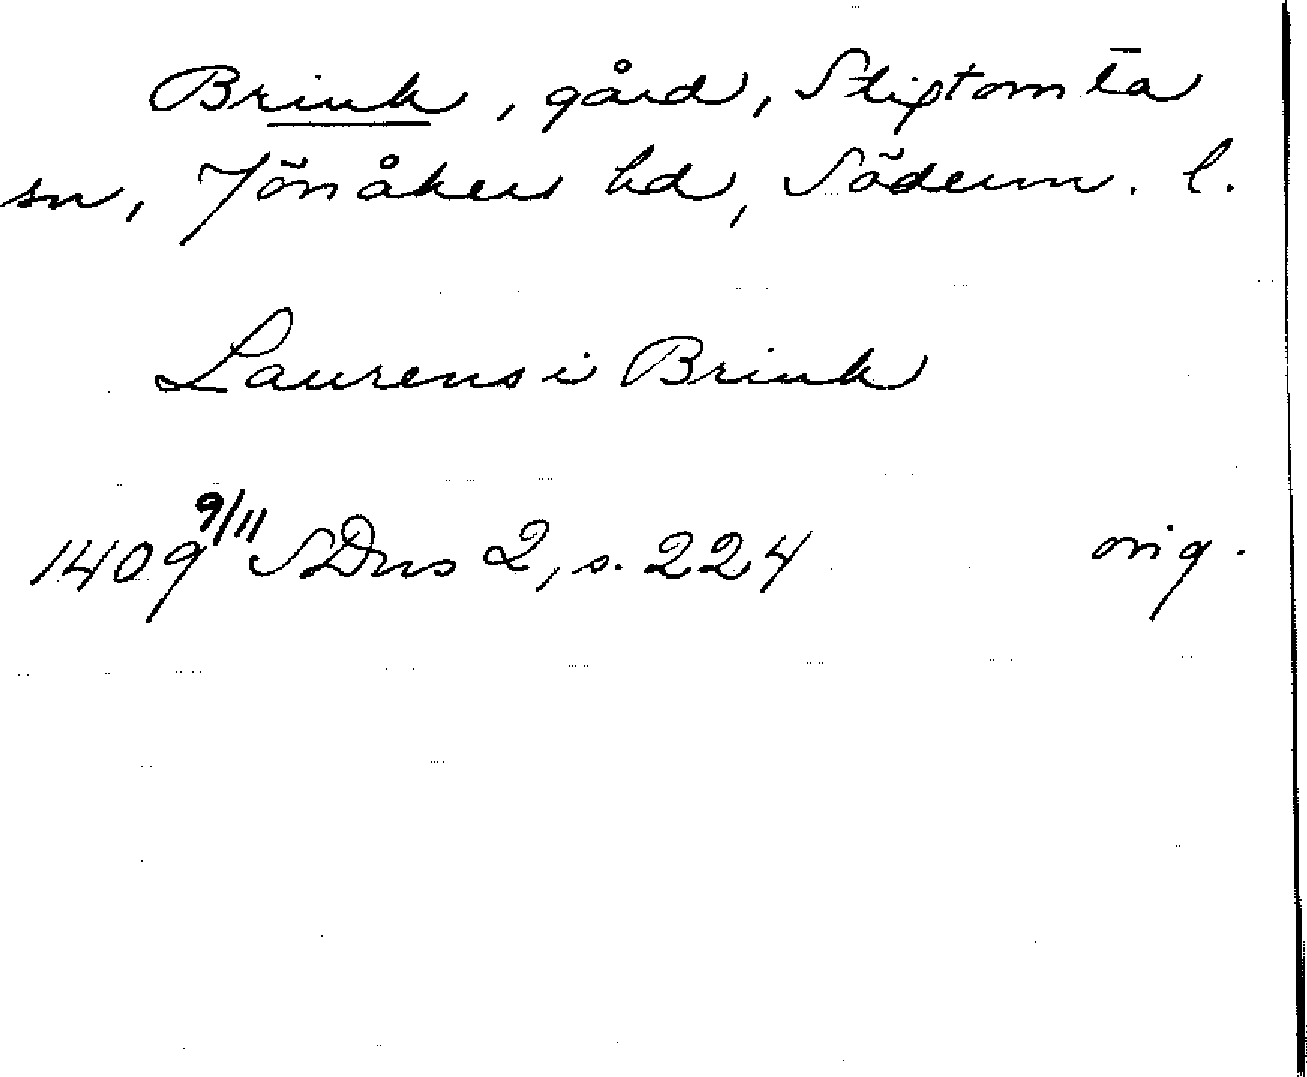 Brink, gård, Stigtomta
sn, Jönåkers hd, Söderm. l.
Laurens i Brink
1409 9/11 SDns 2, s. 224 orig.